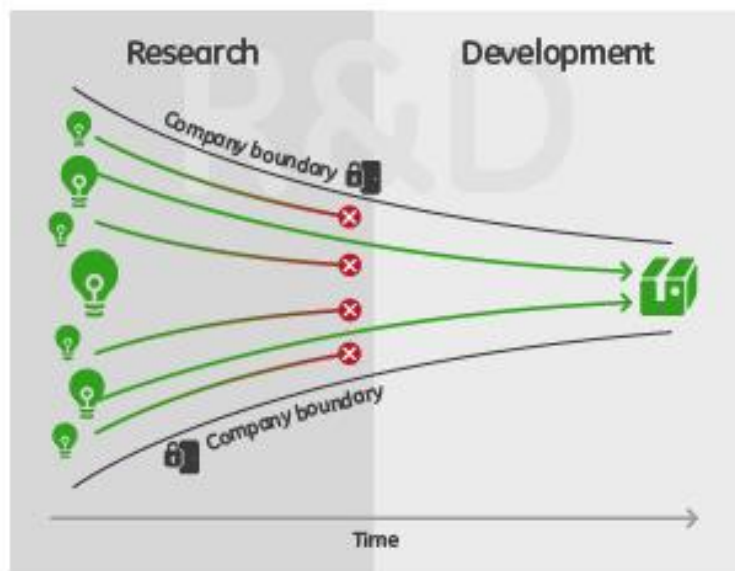 R&D
Research
Development
Company boundary
Company boundary
Time